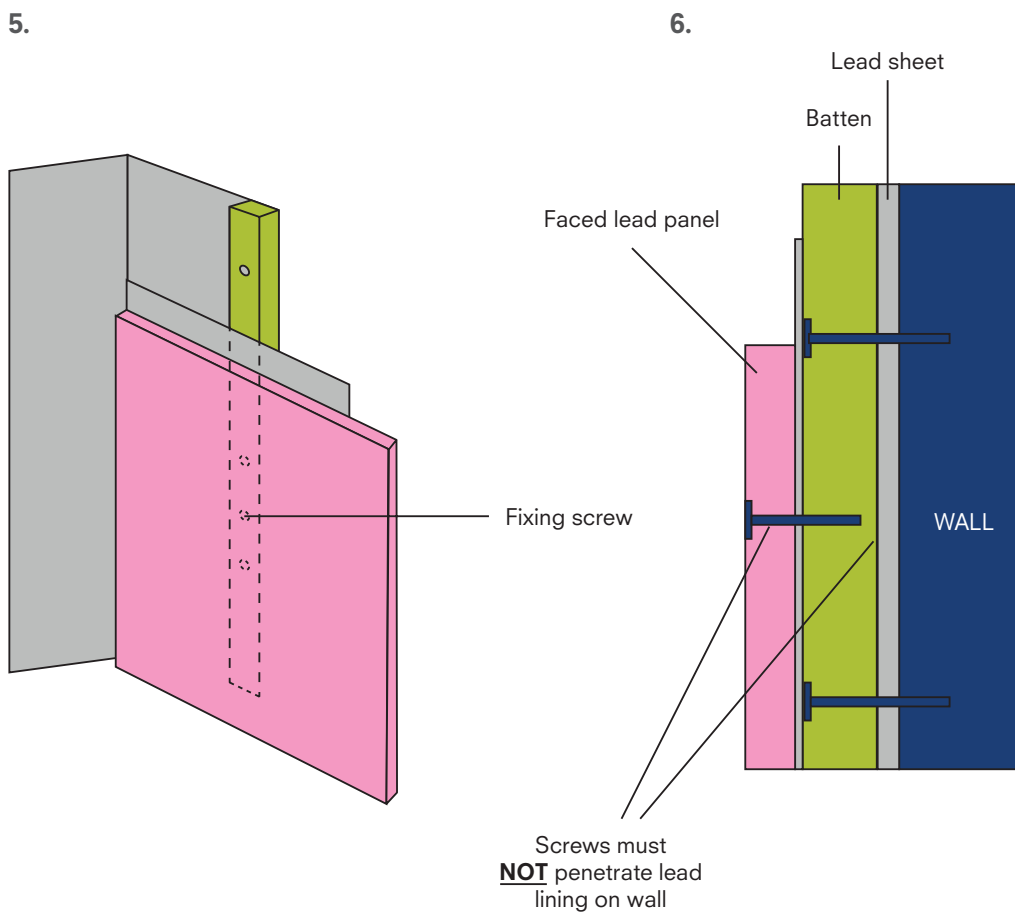 5.
6.
Lead sheet
Batten
Faced lead panel
Fixing screw
WALL
Screws must
NOT penetrate lead
lining on wall